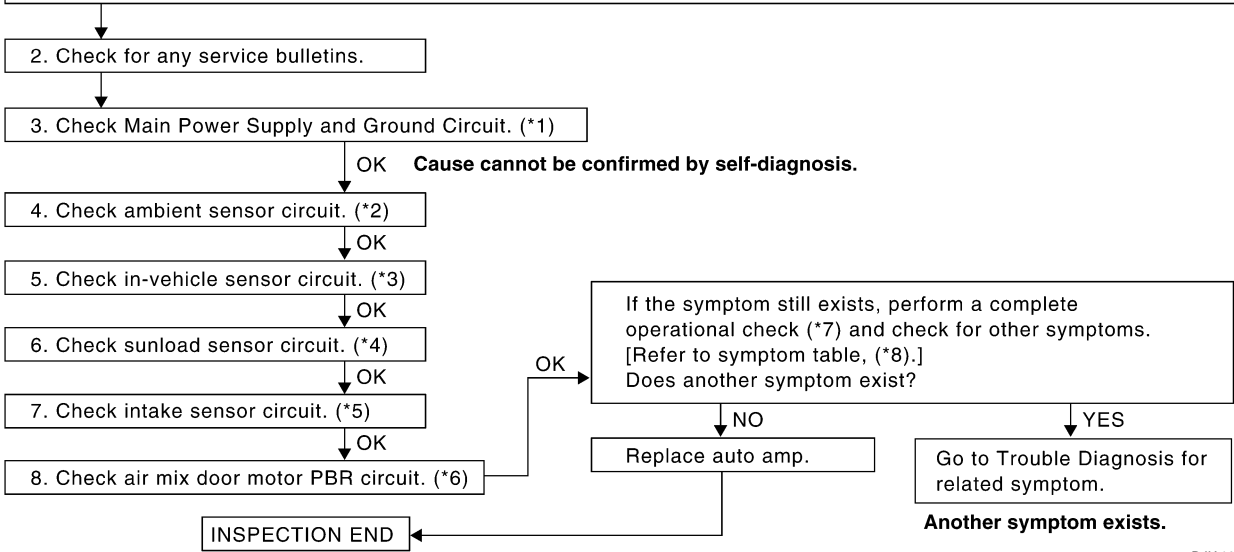 2. Check for any service bulletins.
3. Check Main Power Supply and Ground Circuit. (*1)
OK
Cause cannot be confirmed by self-diagnosis.
4. Check ambient sensor circuit. (*2)
OK
5. Check in-vehicle sensor circuit. (*3)
OK
6. Check sunload sensor circuit. (*4)
OK
7. Check intake sensor circuit. (*5)
OK
8. Check air mix door motor PBR circuit. (*6)
OK
If the symptom still exists, perform a complete
operational check (*7) and check for other symptoms.
[Refer to symptom table, (*8).]
Does another symptom exist?
NO
YES
Replace auto amp.
Go to Trouble Diagnosis for
related symptom.
Another symptom exists.
INSPECTION END